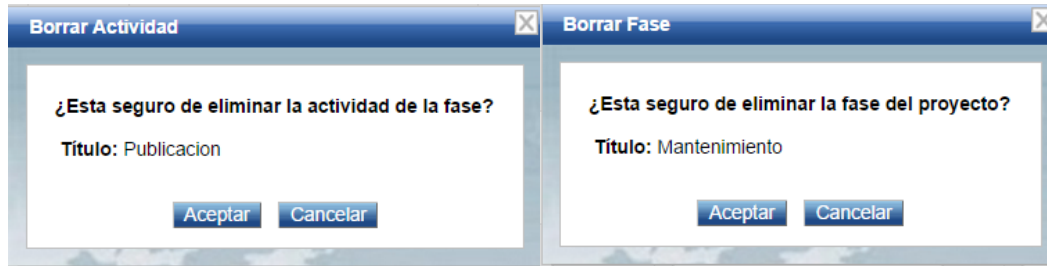 Borrar Actividad
¿Esta seguro de eliminar la actividad de la fase?
Título: Publicacion
Aceptar Cancelar
Borrar Fase
¿Esta seguro de eliminar la fase del proyecto?
Título: Mantenimiento
Aceptar Cancelar